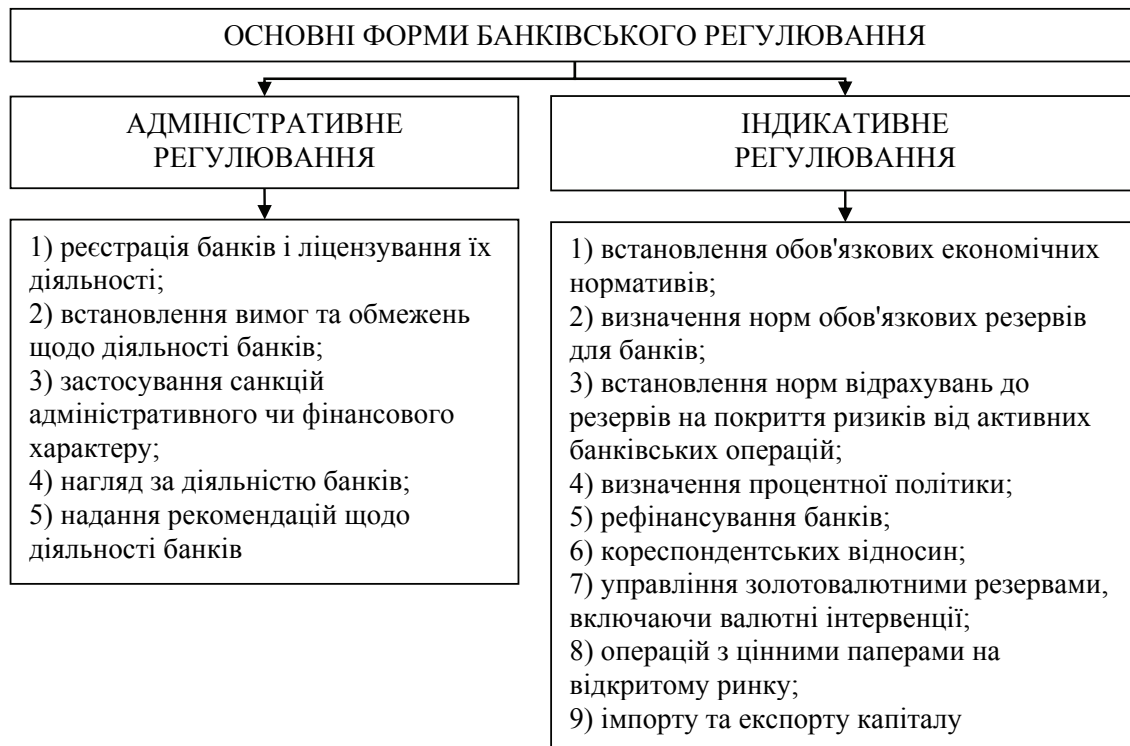 ОСНОВНІ ФОРМИ БАНКІВСЬКОГО РЕГУЛЮВАННЯ
АДМІНІСТРАТИВНЕ
РЕГУЛЮВАННЯ
1) реєстрація банків і ліцензування їх
діяльності;
2) встановлення вимог та обмежень
щодо діяльності банків;
3) застосування санкцій
адміністративного чи фінансового
характеру;
4) нагляд за діяльністю банків;
5) надання рекомендацій щодо
діяльності банків
ІНДИКАТИВНЕ
РЕГУЛЮВАННЯ
1) встановлення обов'язкових економічних
нормативів;
2) визначення норм обов'язкових резервів
для банків;
3) встановлення норм відрахувань до
резервів на покриття ризиків від активних
банківських операцій;
4) визначення процентної політики;
5) рефінансування банків;
6) кореспондентських відносин;
7) управління золотовалютними резервами,
включаючи валютні інтервенції;
8) операцій з цінними паперами на
відкритому ринку;
9) імпорту та експорту капіталу